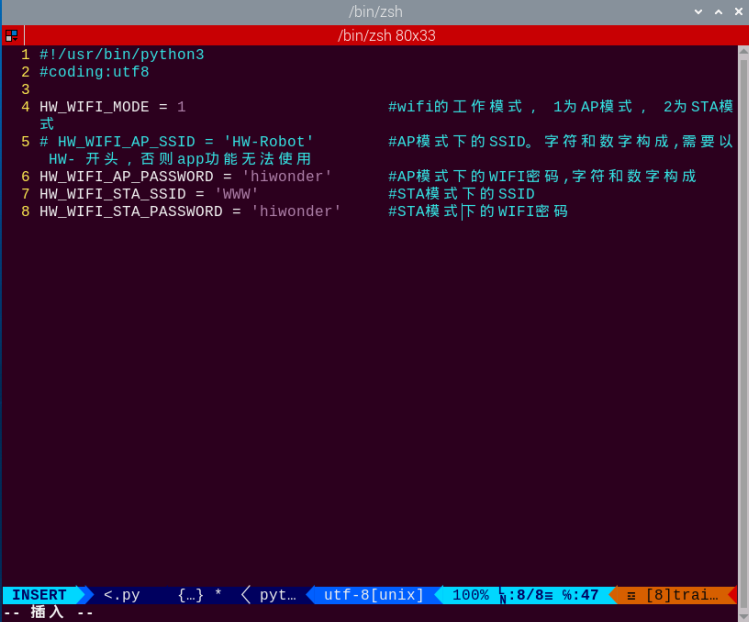 /bin/zsh
/bin/zsh 80x33
1 #!/usr/bin/python3
2 #coding:utf8
3
4 HW_WIFI_MODE = 1 #wifi的工作模式, 1为AP模式, 2为STA模
式
5 # HW_WIFI_AP_SSID = 'HW-Robot' #AP模式下的SSID。字符和数字构成,需要以
HW- 开头,否则app功能无法使用
6 HW_WIFI_AP_PASSWORD = 'hiwonder' #AP模式下的WIFI密码,字符和数字构成
7 HW_WIFI_STA_SSID = 'WWW' #STA模式下的SSID
8 HW_WIFI_STA_PASSWORD = 'hiwonder' #STA模式下的WIFI密码
INSERT <.py {…} * pyt… utf-8[unix] 100% ␤:8/8≡ ℅:47 ☲ [8]trai…
-- 插入 --